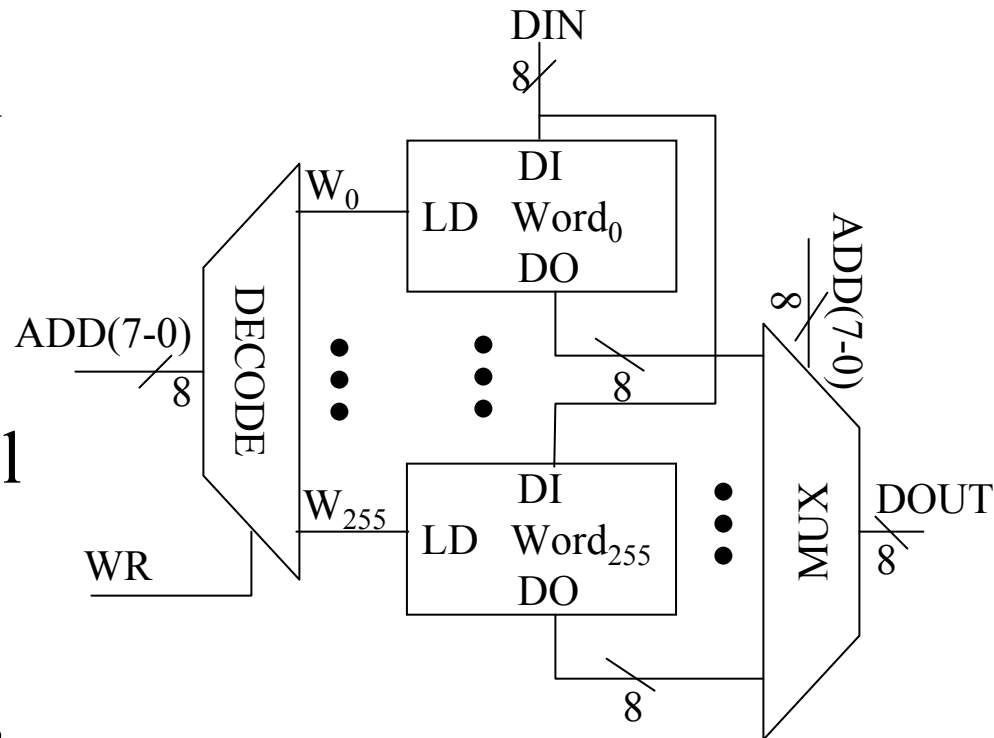 DIN
8
DI
W₀
LD Word₀
DO
ADD(7-0)
8
DECODE
ADD(7-0)
8
8
l
W₂₅₅
DI
LD Word₂₅₅
DO
MUX
DOUT
8
WR
8